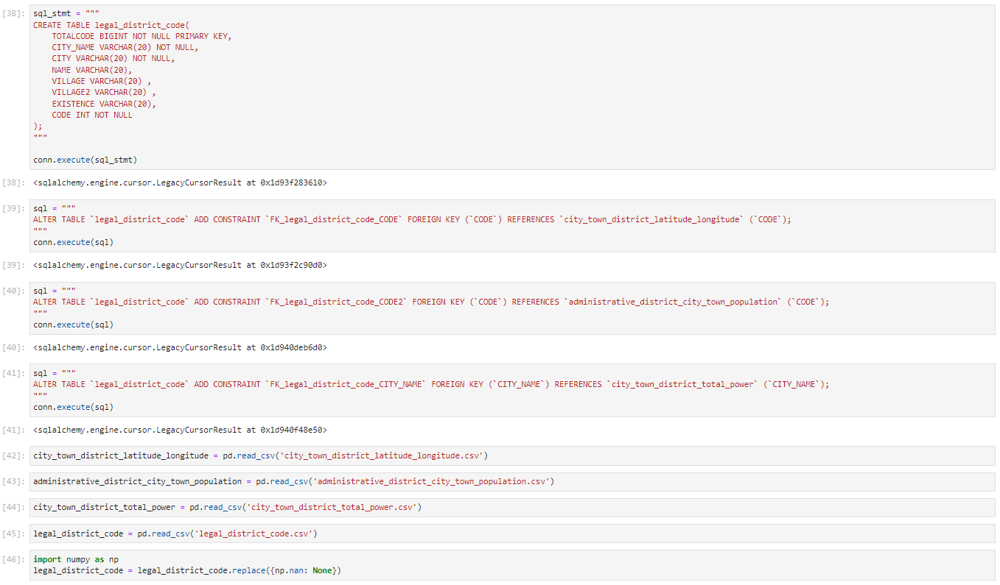 [38]: sql_stmt = """
CREATE TABLE legal_district_code(
    TOTALCODE BIGINT NOT NULL PRIMARY KEY,
    CITY_NAME VARCHAR(20) NOT NULL,
    CITY VARCHAR(20) NOT NULL,
    NAME VARCHAR(20),
    VILLAGE VARCHAR(20) ,
    VILLAGE2 VARCHAR(20) ,
    EXISTENCE VARCHAR(20),
    CODE INT NOT NULL
);
"""
conn.execute(sql_stmt)
[38]: <sqlalchemy.engine.cursor.LegacyCursorResult at 0x1d93f283610>
[39]: sql = """
ALTER TABLE `legal_district_code` ADD CONSTRAINT `FK_legal_district_code_CODE` FOREIGN KEY (`CODE`) REFERENCES `city_town_district_latitude_longitude` (`CODE`);
"""
conn.execute(sql)
[39]: <sqlalchemy.engine.cursor.LegacyCursorResult at 0x1d93f2c90d0>
[40]: sql = """
ALTER TABLE `legal_district_code` ADD CONSTRAINT `FK_legal_district_code_CODE2` FOREIGN KEY (`CODE`) REFERENCES `administrative_district_city_town_population` (`CODE`);
"""
conn.execute(sql)
[40]: <sqlalchemy.engine.cursor.LegacyCursorResult at 0x1d940deb6d0>
[41]: sql = """
ALTER TABLE `legal_district_code` ADD CONSTRAINT `FK_legal_district_code_CITY_NAME` FOREIGN KEY (`CITY_NAME`) REFERENCES `city_town_district_total_power` (`CITY_NAME`);
"""
conn.execute(sql)
[41]: <sqlalchemy.engine.cursor.LegacyCursorResult at 0x1d940f48e50>
[42]: city_town_district_latitude_longitude = pd.read_csv('city_town_district_latitude_longitude.csv')
[43]: administrative_district_city_town_population = pd.read_csv('administrative_district_city_town_population.csv')
[44]: city_town_district_total_power = pd.read_csv('city_town_district_total_power.csv')
[45]: legal_district_code = pd.read_csv('legal_district_code.csv')
[46]: import numpy as np
legal_district_code = legal_district_code.replace({np.nan: None})